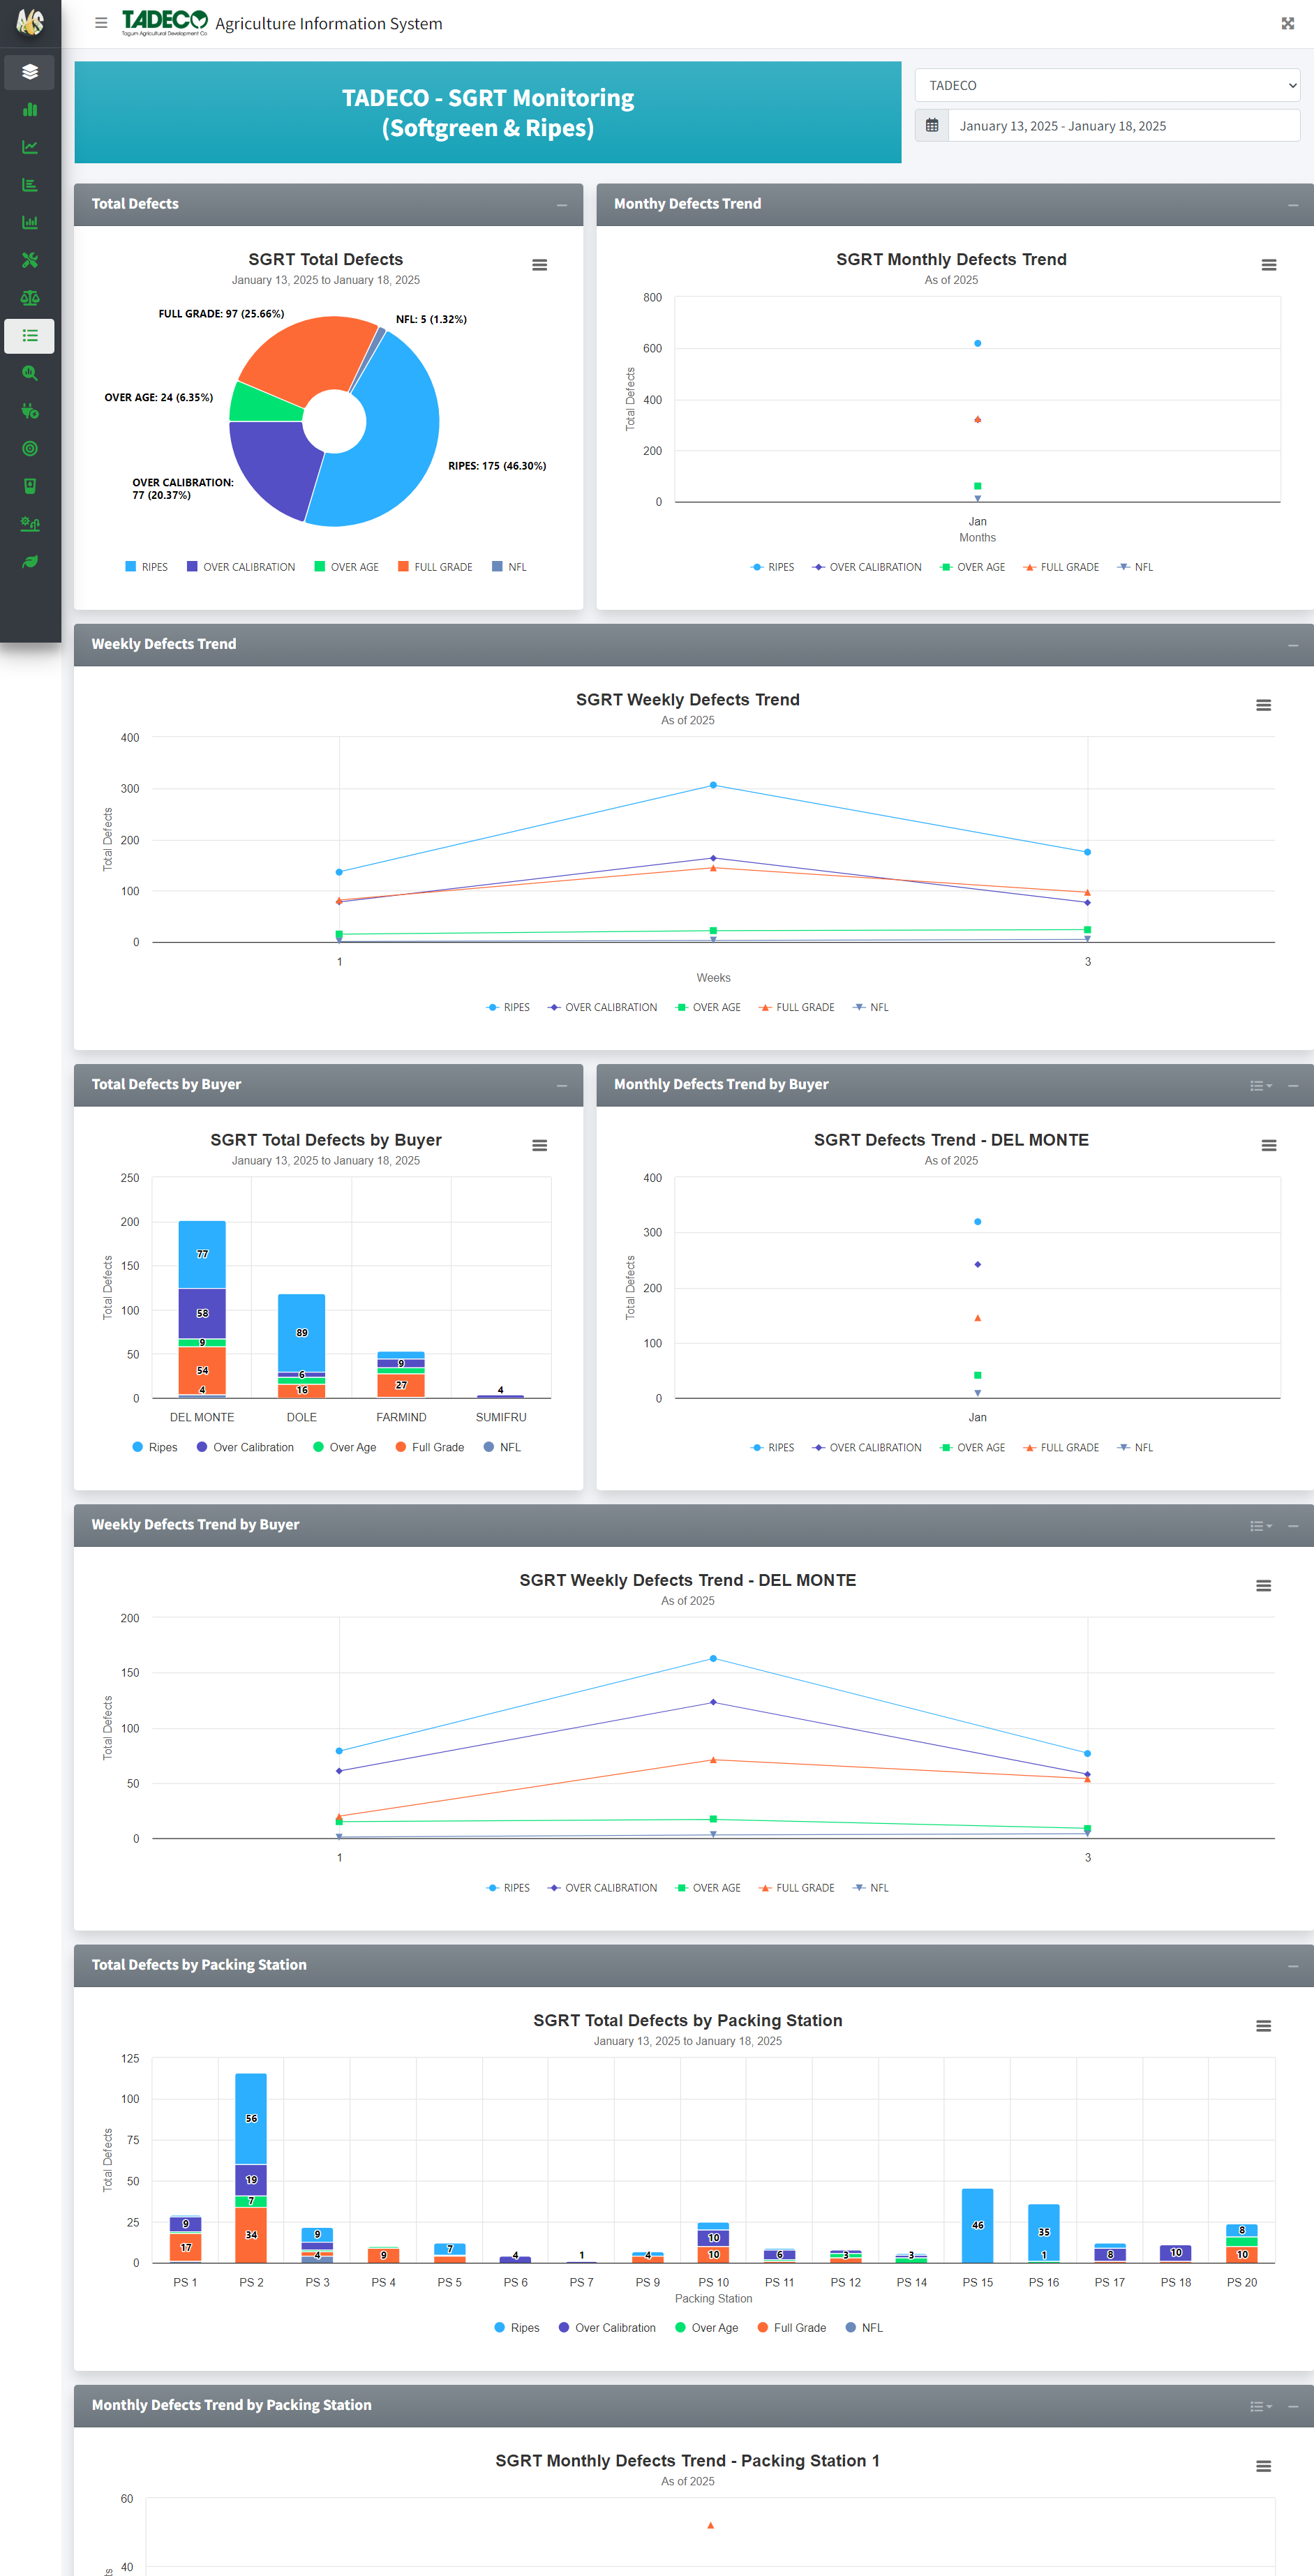 TADECO
Tagum Agricultural Development Co
Agriculture Information System
TADECO - SGRT Monitoring
(Softgreen & Ripes)
TADECO
January 13, 2025 - January 18, 2025
Total Defects
SGRT Total Defects
January 13, 2025 to January 18, 2025
FULL GRADE: 97 (25.66%)
NFL: 5 (1.32%)
OVER AGE: 24 (6.35%)
RIPES: 175 (46.30%)
OVER CALIBRATION:
77 (20.37%)
RIPES OVER CALIBRATION OVER AGE FULL GRADE NFL
Monthy Defects Trend
SGRT Monthly Defects Trend
As of 2025
Total Defects
800
600
400
200
0
Jan
Months
RIPES OVER CALIBRATION OVER AGE FULL GRADE NFL
Weekly Defects Trend
SGRT Weekly Defects Trend
As of 2025
Total Defects
400
300
200
100
0
1 3
Weeks
RIPES OVER CALIBRATION OVER AGE FULL GRADE NFL
Total Defects by Buyer
SGRT Total Defects by Buyer
January 13, 2025 to January 18, 2025
Total Defects
250
200
150
100
50
0
77
58
9
54
4
89
6
16
9
27
4
DEL MONTE DOLE FARMIND SUMIFRU
Ripes Over Calibration Over Age Full Grade NFL
Monthly Defects Trend by Buyer
SGRT Defects Trend - DEL MONTE
As of 2025
Total Defects
400
300
200
100
0
Jan
RIPES OVER CALIBRATION OVER AGE FULL GRADE NFL
Weekly Defects Trend by Buyer
SGRT Weekly Defects Trend - DEL MONTE
As of 2025
Total Defects
200
150
100
50
0
1 3
RIPES OVER CALIBRATION OVER AGE FULL GRADE NFL
Total Defects by Packing Station
SGRT Total Defects by Packing Station
January 13, 2025 to January 18, 2025
Total Defects
125
100
75
50
25
0
9
17
56
19
7
34
9
4
9
7
4
1
4
10
10
6
3
3
46
35
1
8
10
8
10
PS 1 PS 2 PS 3 PS 4 PS 5 PS 6 PS 7 PS 9 PS 10 PS 11 PS 12 PS 14 PS 15 PS 16 PS 17 PS 18 PS 20
Packing Station
Ripes Over Calibration Over Age Full Grade NFL
Monthly Defects Trend by Packing Station
SGRT Monthly Defects Trend - Packing Station 1
As of 2025
60
40